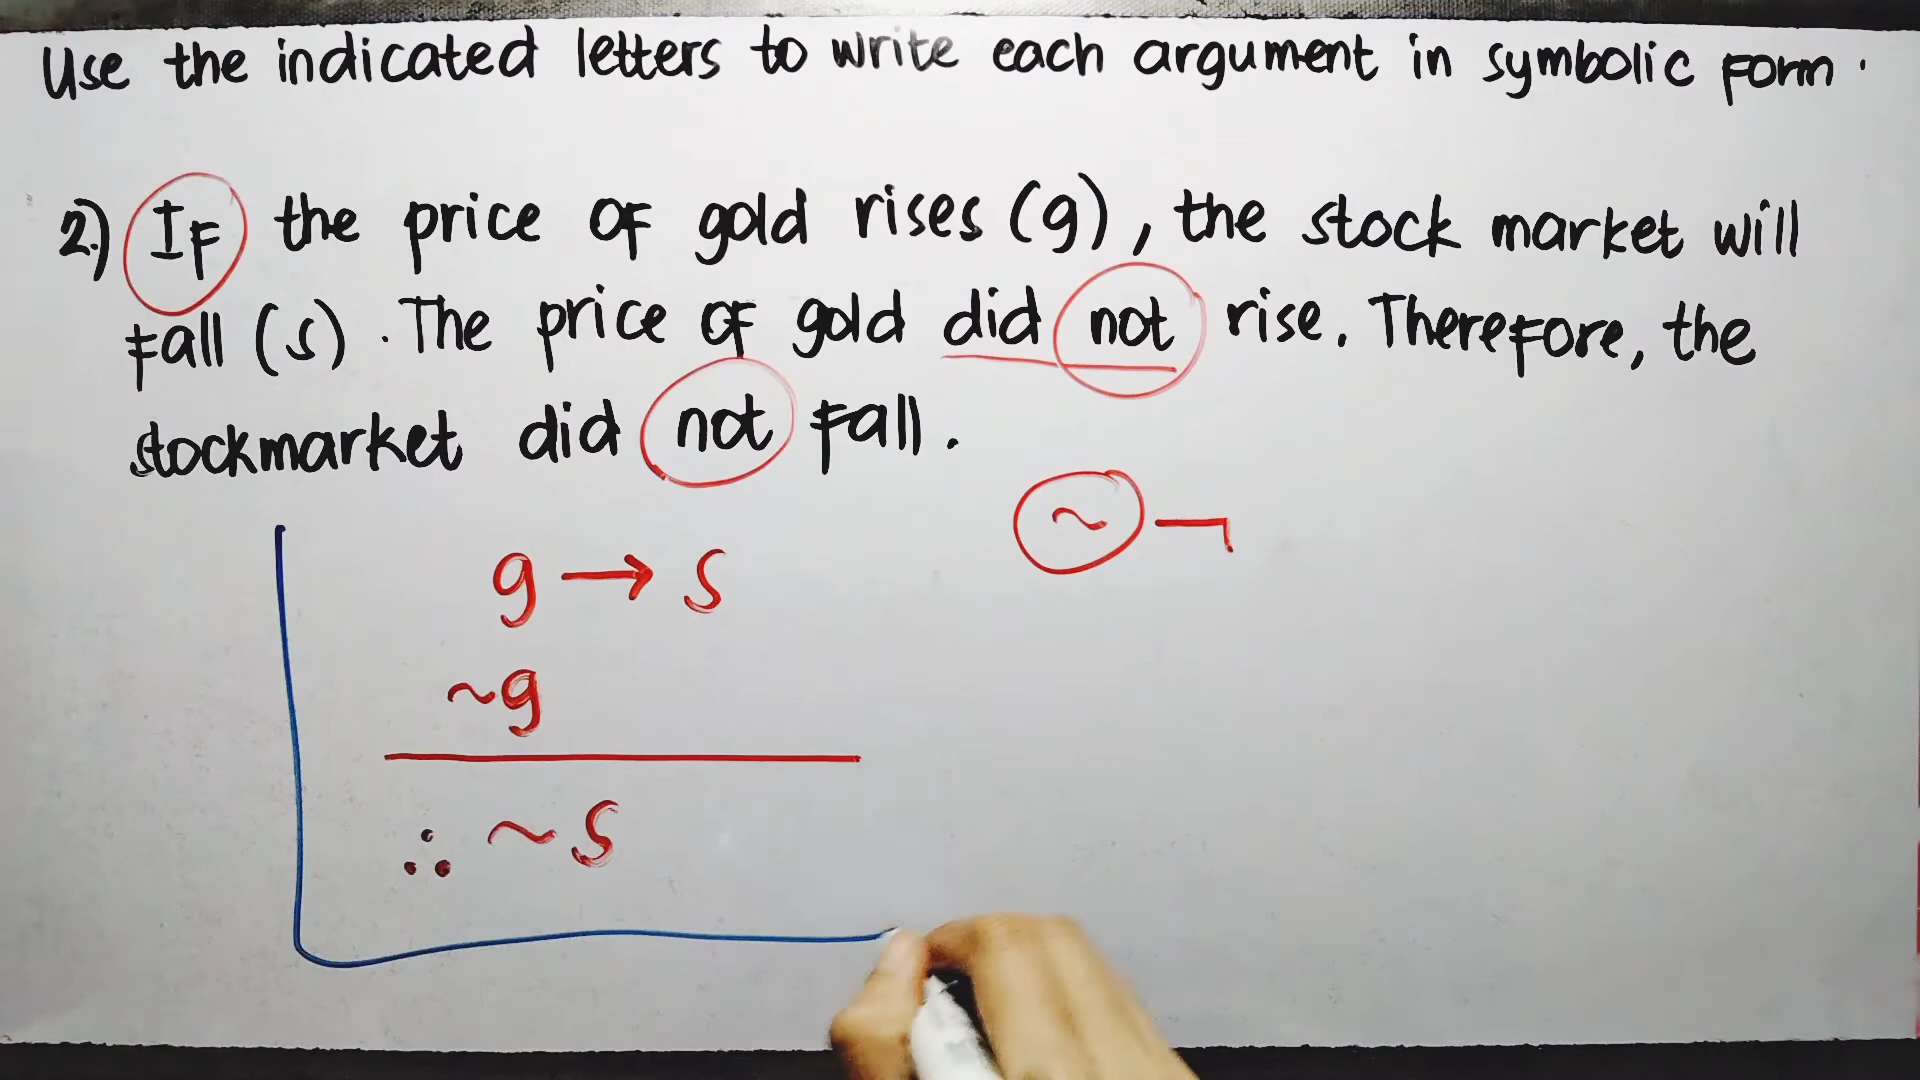 Use the indicated letters to write each argument in symbolic form.
2.) If the price of gold rises (g), the stock market will
fall (s). The price of gold did not rise. Therefore, the
stockmarket did not fall.
~ ¬
g → s
~g
∴ ~s